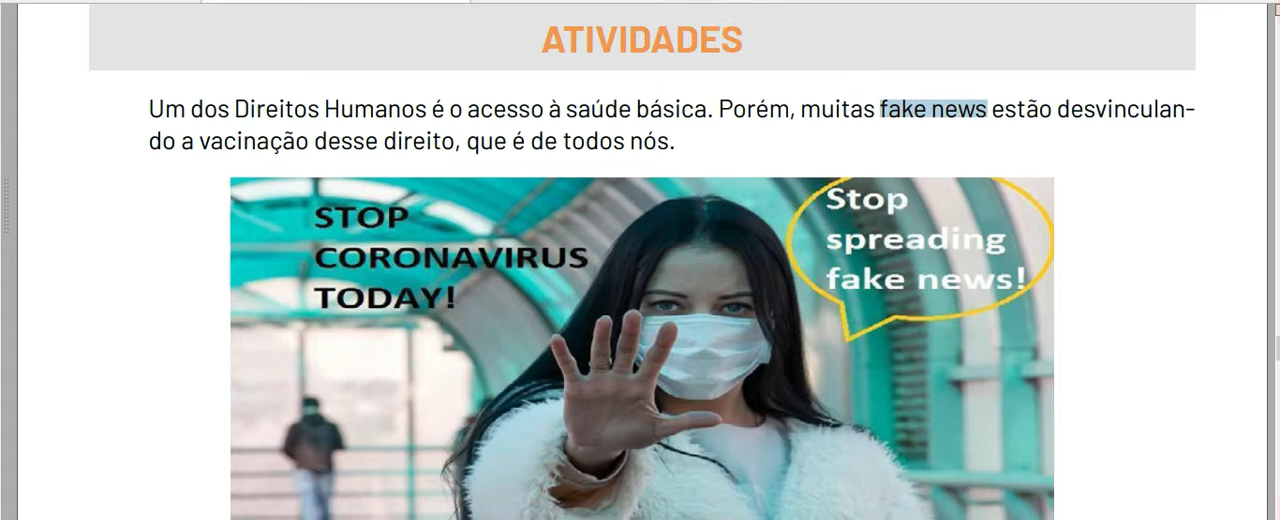 ATIVIDADES
Um dos Direitos Humanos é o acesso à saúde básica. Porém, muitas fake news estão desvinculan-
do a vacinação desse direito, que é de todos nós.
STOP
CORONAVIRUS
TODAY!
Stop
spreading
fake news!